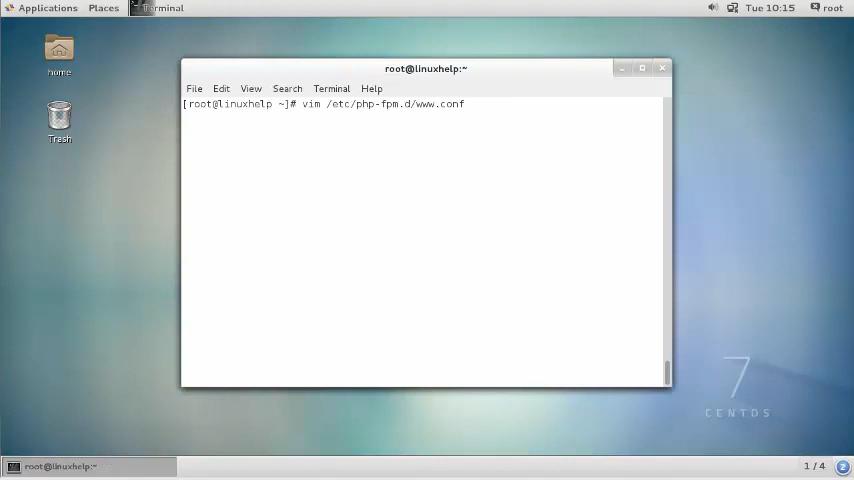 Applications Places Terminal Tue 10:15 root
home
Trash
root@linuxhelp:~
File Edit View Search Terminal Help
[root@linuxhelp ~]# vim /etc/php-fpm.d/www.conf
7
CENTOS
root@linuxhelp:~ 1 / 4 2